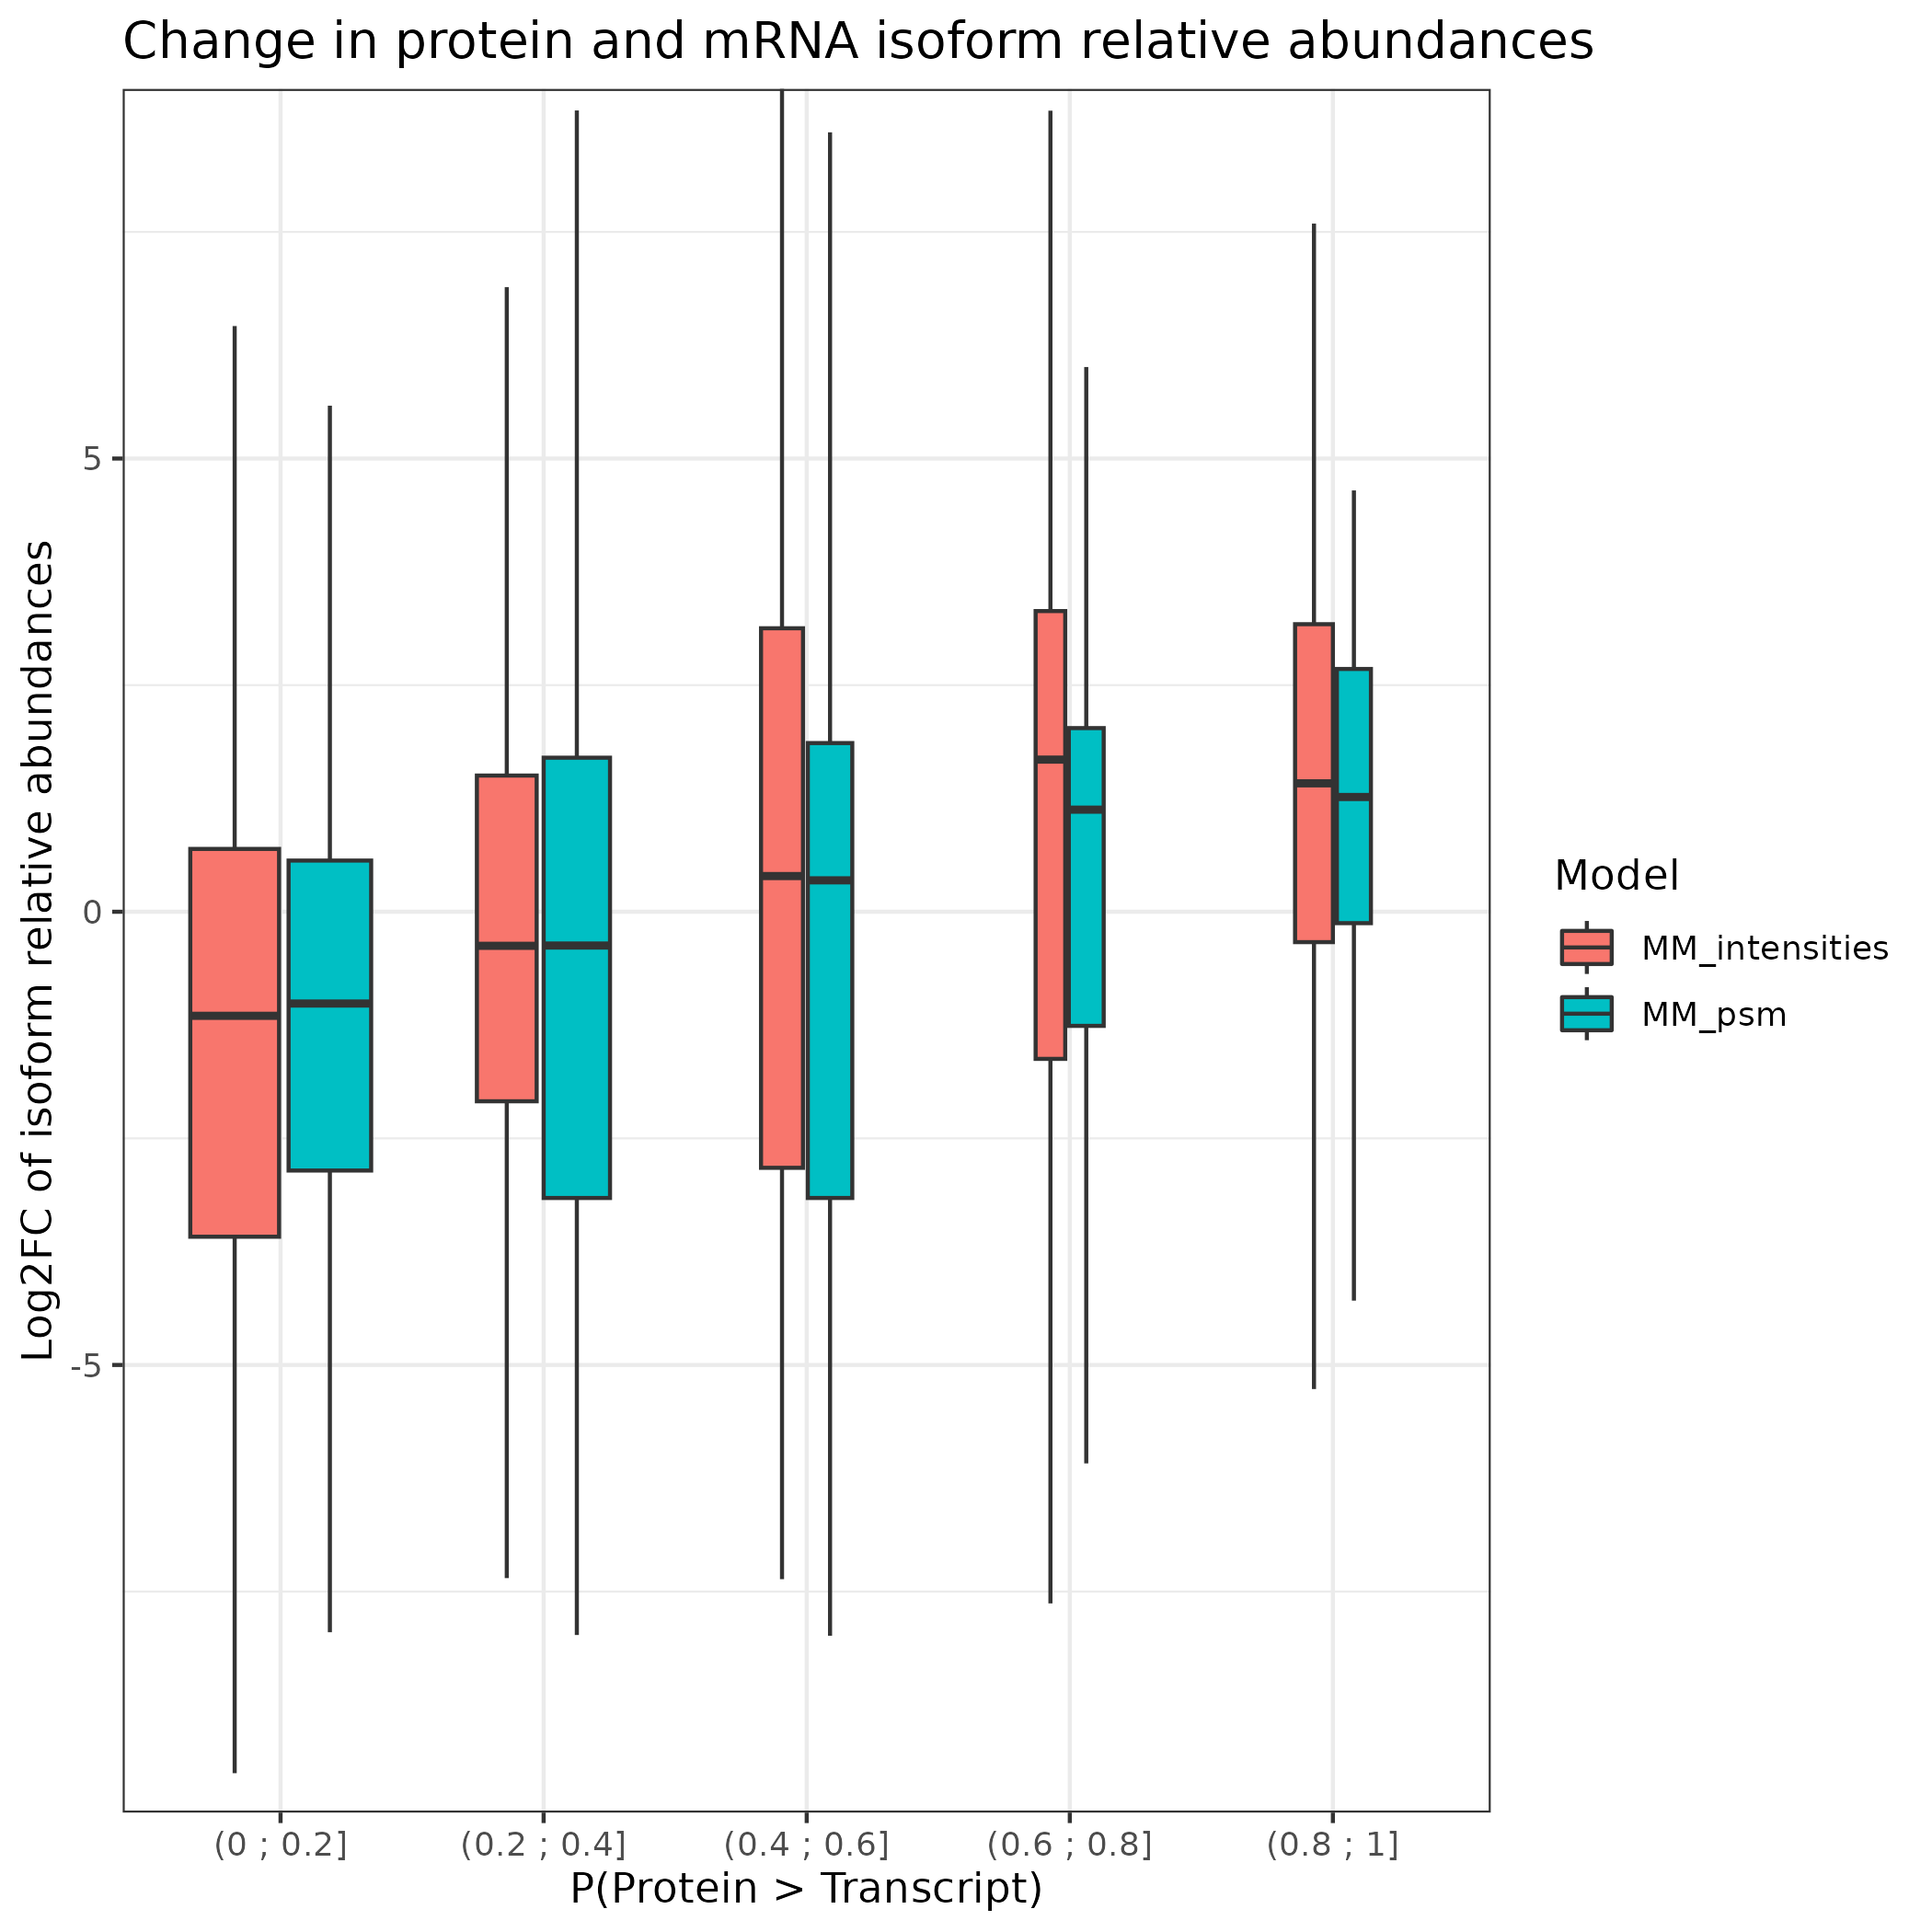 Change in protein and mRNA isoform relative abundances
Log2FC of isoform relative abundances
5
0
-5
(0 ; 0.2]
(0.2 ; 0.4]
(0.4 ; 0.6]
(0.6 ; 0.8]
(0.8 ; 1]
P(Protein > Transcript)
Model
MM_intensities
MM_psm